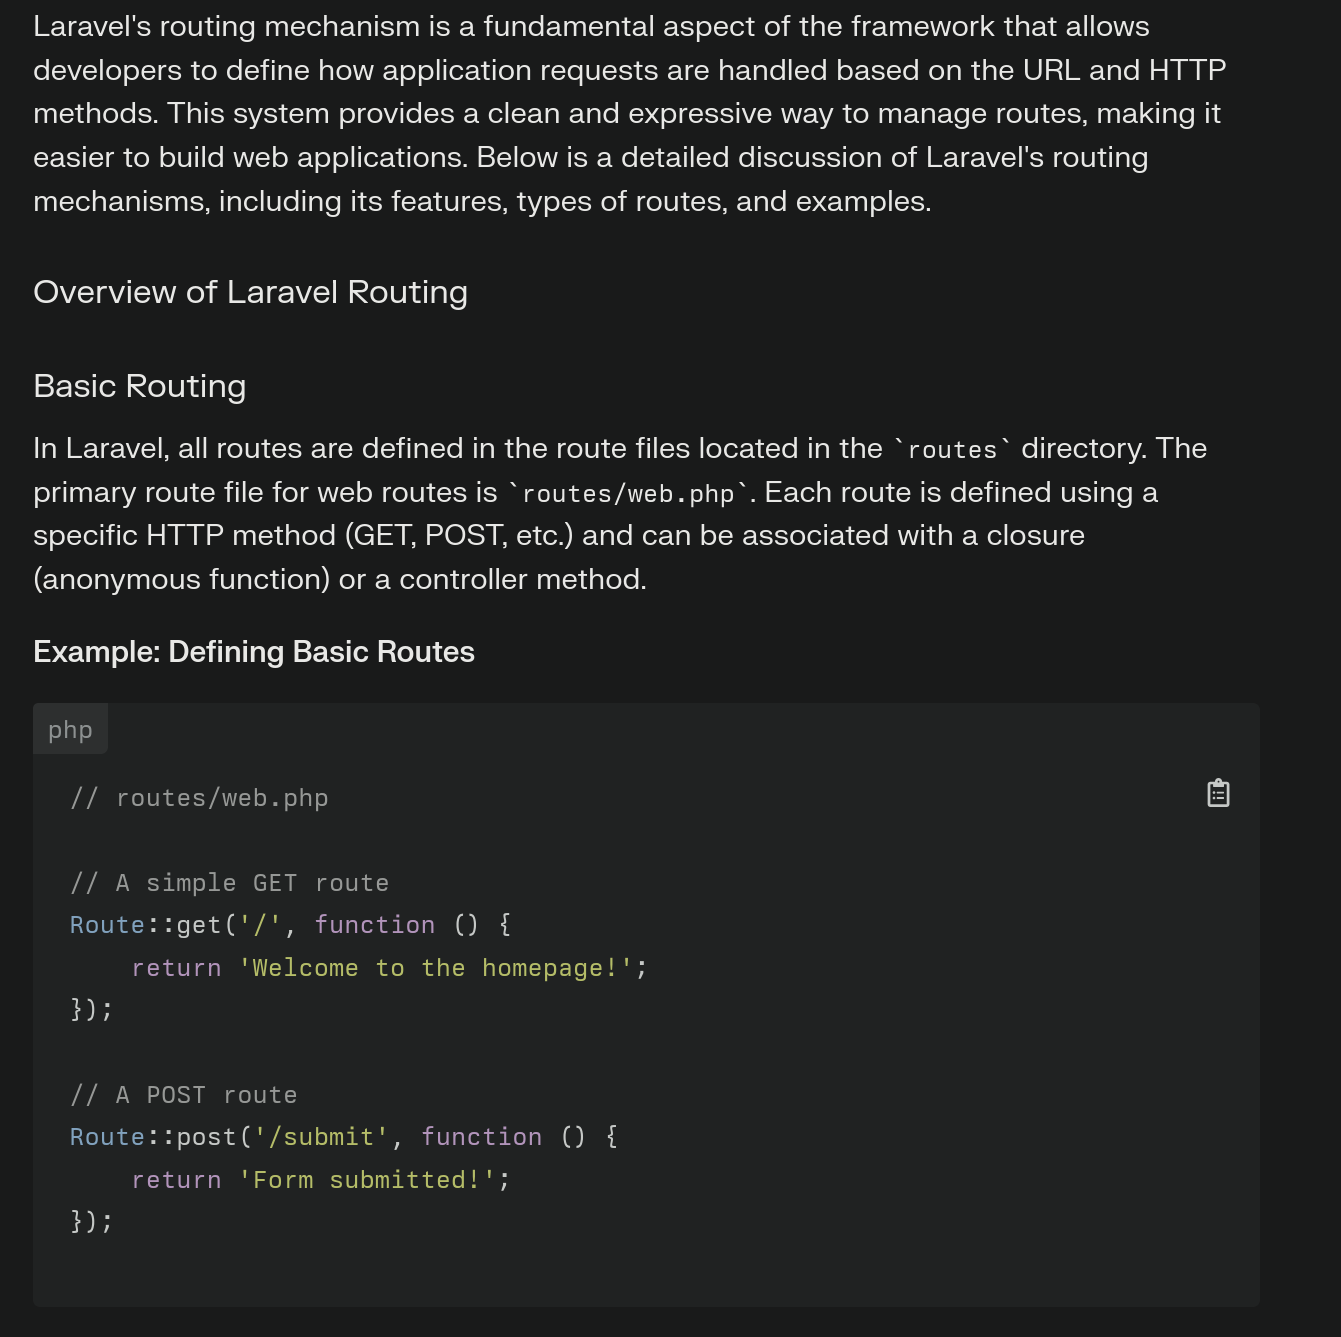 Laravel's routing mechanism is a fundamental aspect of the framework that allows
developers to define how application requests are handled based on the URL and HTTP
methods. This system provides a clean and expressive way to manage routes, making it
easier to build web applications. Below is a detailed discussion of Laravel's routing
mechanisms, including its features, types of routes, and examples.
Overview of Laravel Routing
Basic Routing
In Laravel, all routes are defined in the route files located in the `routes` directory. The
primary route file for web routes is `routes/web.php`. Each route is defined using a
specific HTTP method (GET, POST, etc.) and can be associated with a closure
(anonymous function) or a controller method.
Example: Defining Basic Routes
php
// routes/web.php
// A simple GET route
Route::get('/', function () {
    return 'Welcome to the homepage!';
});
// A POST route
Route::post('/submit', function () {
    return 'Form submitted!';
});